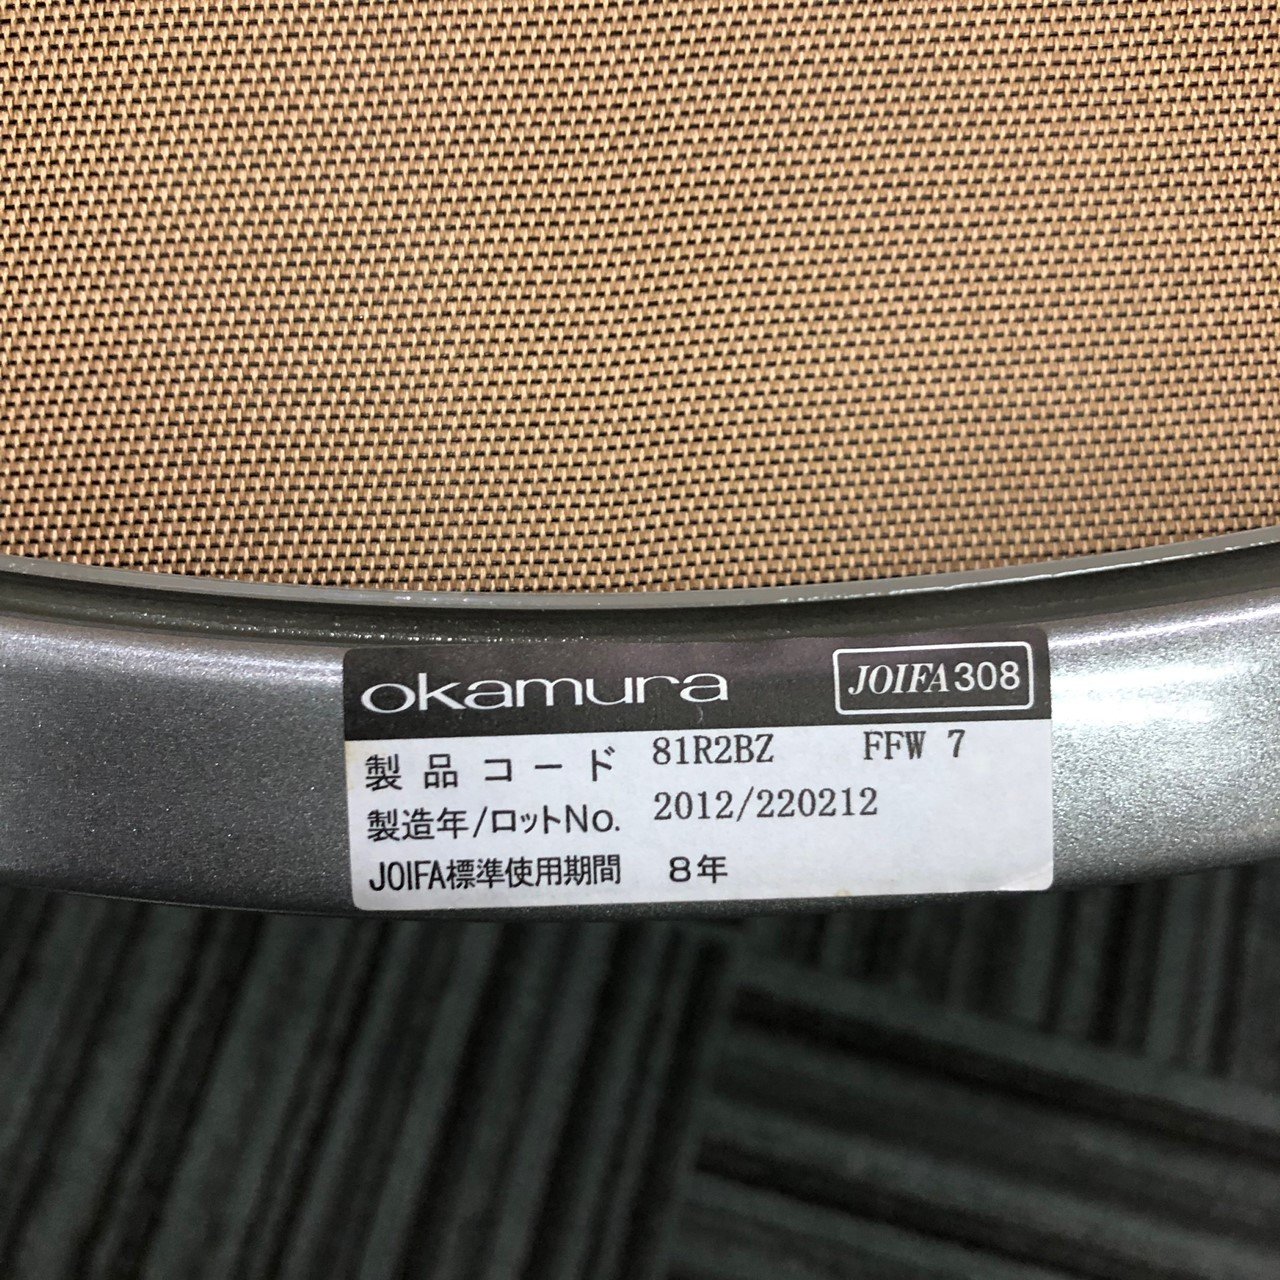 okamura JOIFA308
製品コード 81R2BZ FFW 7
製造年/ロットNo. 2012/220212
JOIFA標準使用期間 8年